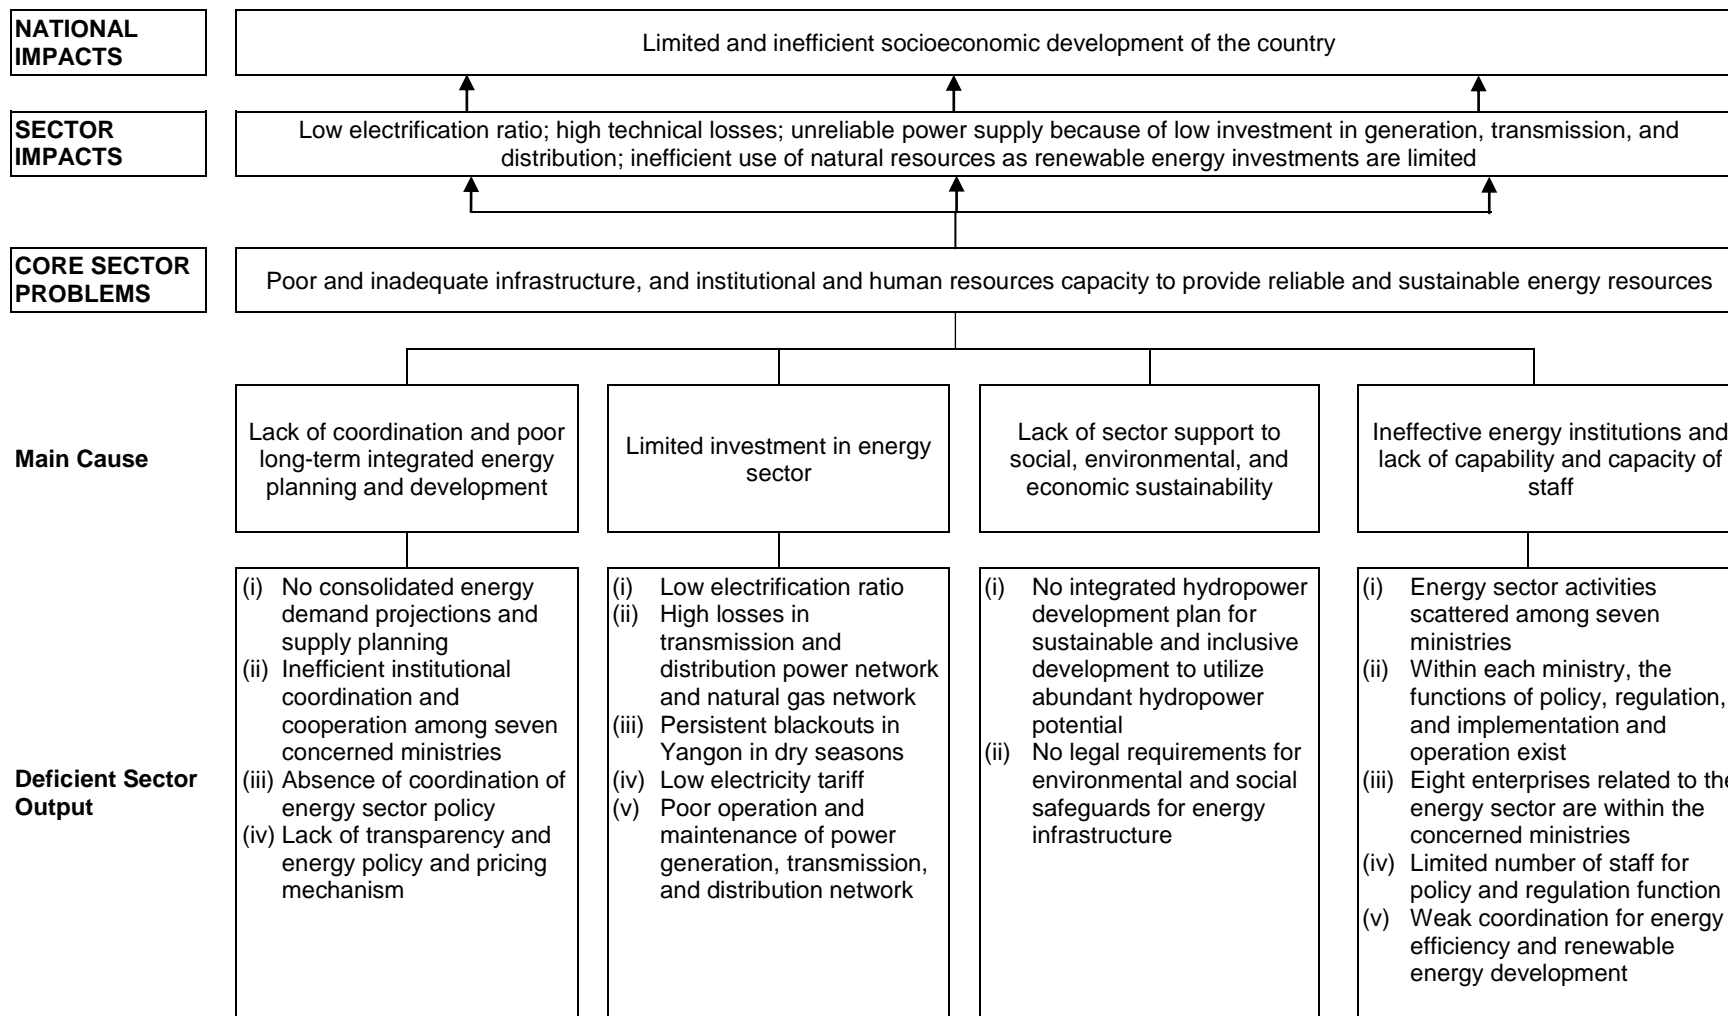 NATIONAL
IMPACTS
Limited and inefficient socioeconomic development of the country
SECTOR
IMPACTS
Low electrification ratio; high technical losses; unreliable power supply because of low investment in generation, transmission, and
distribution; inefficient use of natural resources as renewable energy investments are limited
CORE SECTOR
PROBLEMS
Poor and inadequate infrastructure, and institutional and human resources capacity to provide reliable and sustainable energy resources
Main Cause
Lack of coordination and poor
long-term integrated energy
planning and development
Limited investment in energy
sector
Lack of sector support to
social, environmental, and
economic sustainability
Ineffective energy institutions and
lack of capability and capacity of
staff
Deficient Sector
Output
(i) No consolidated energy
demand projections and
supply planning
(ii) Inefficient institutional
coordination and
cooperation among seven
concerned ministries
(iii) Absence of coordination of
energy sector policy
(iv) Lack of transparency and
energy policy and pricing
mechanism
(i) Low electrification ratio
(ii) High losses in
transmission and
distribution power network
and natural gas network
(iii) Persistent blackouts in
Yangon in dry seasons
(iv) Low electricity tariff
(v) Poor operation and
maintenance of power
generation, transmission,
and distribution network
(i) No integrated hydropower
development plan for
sustainable and inclusive
development to utilize
abundant hydropower
potential
(ii) No legal requirements for
environmental and social
safeguards for energy
infrastructure
(i) Energy sector activities
scattered among seven
ministries
(ii) Within each ministry, the
functions of policy, regulation,
and implementation and
operation exist
(iii) Eight enterprises related to the
energy sector are within the
concerned ministries
(iv) Limited number of staff for
policy and regulation function
(v) Weak coordination for energy
efficiency and renewable
energy development